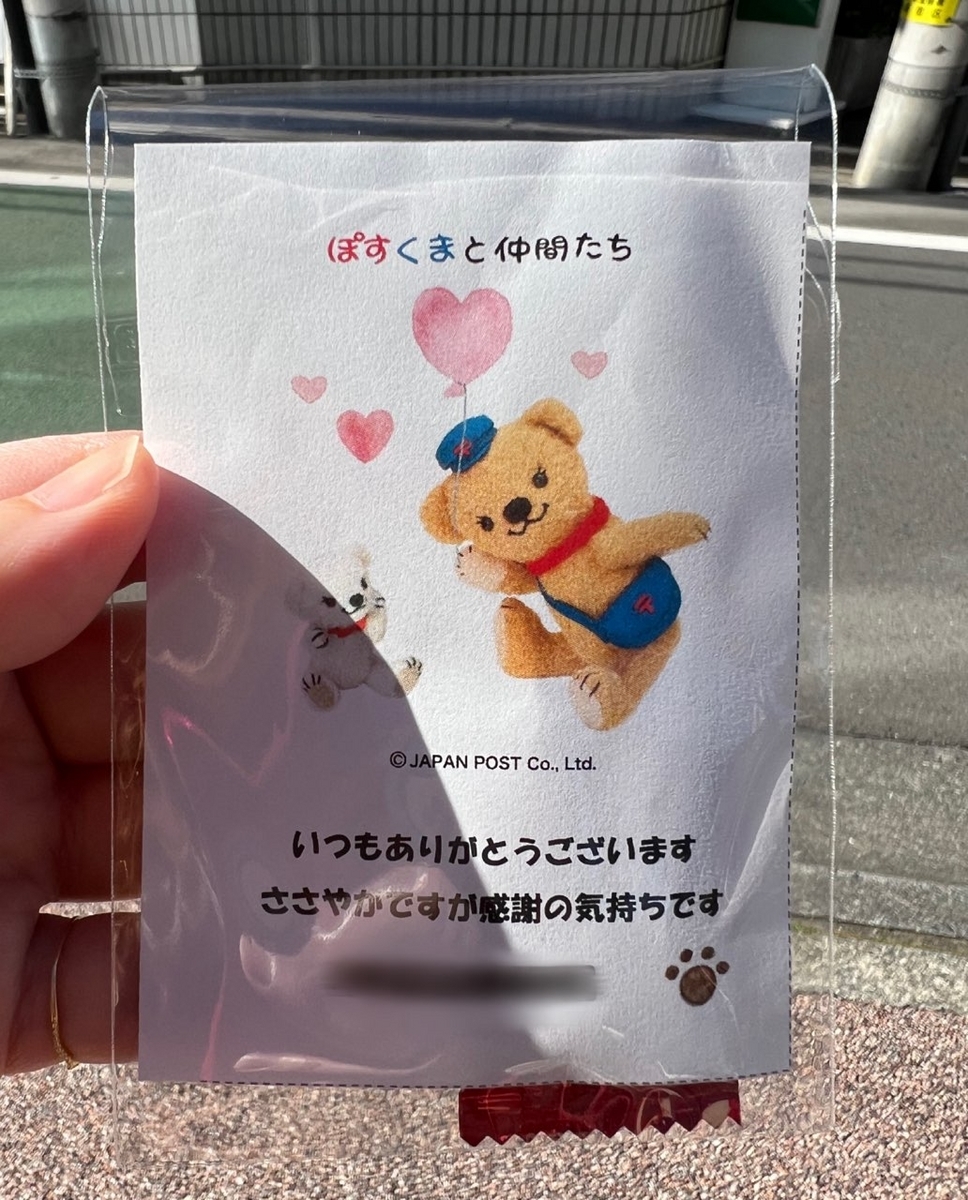 ぽすくまと仲間たち
©JAPAN POST Co., Ltd.
いつもありがとうございます
ささやかですが感謝の気持ちです